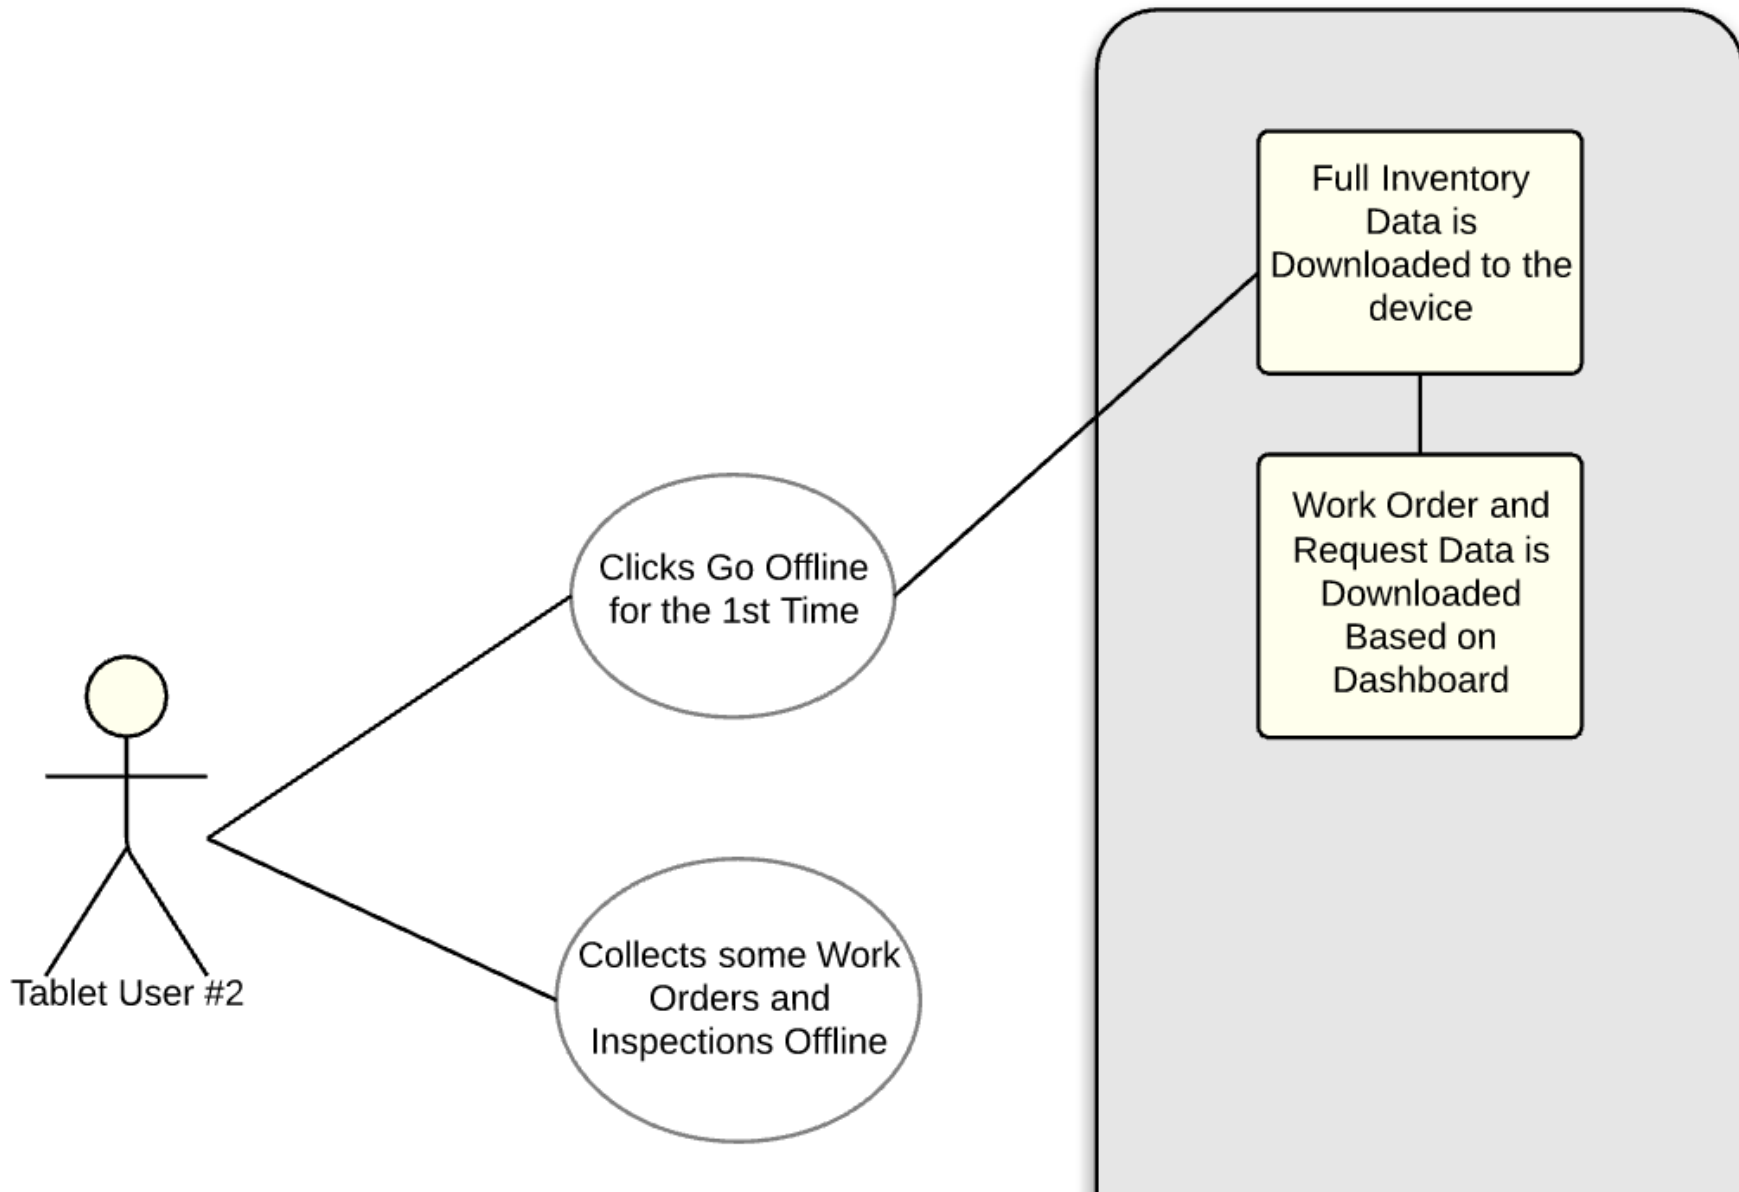 Full Inventory
Data is
Downloaded to the
device
Work Order and
Request Data is
Downloaded
Based on
Dashboard
Clicks Go Offline
for the 1st Time
Collects some Work
Orders and
Inspections Offline
Tablet User #2